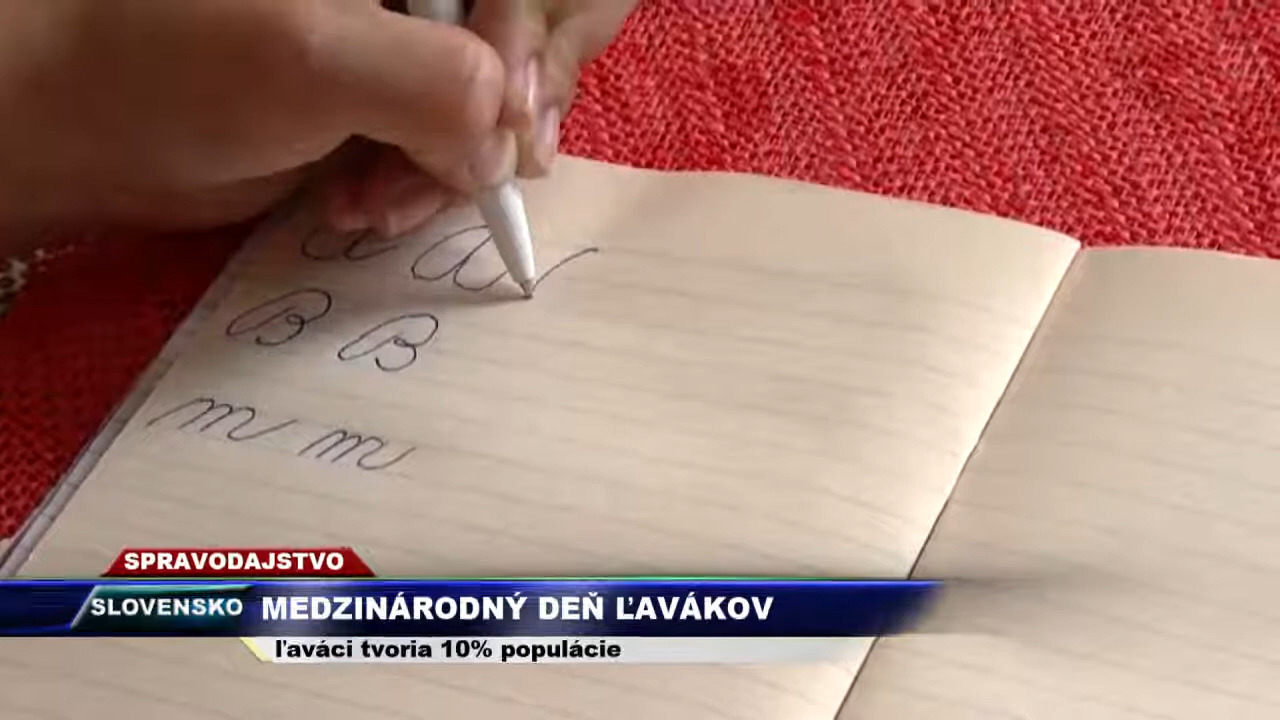 a a
B B
m m
SPRAVODAJSTVO
SLOVENSKO MEDZINÁRODNÝ DEŇ ĽAVÁKOV
ľaváci tvoria 10% populácie